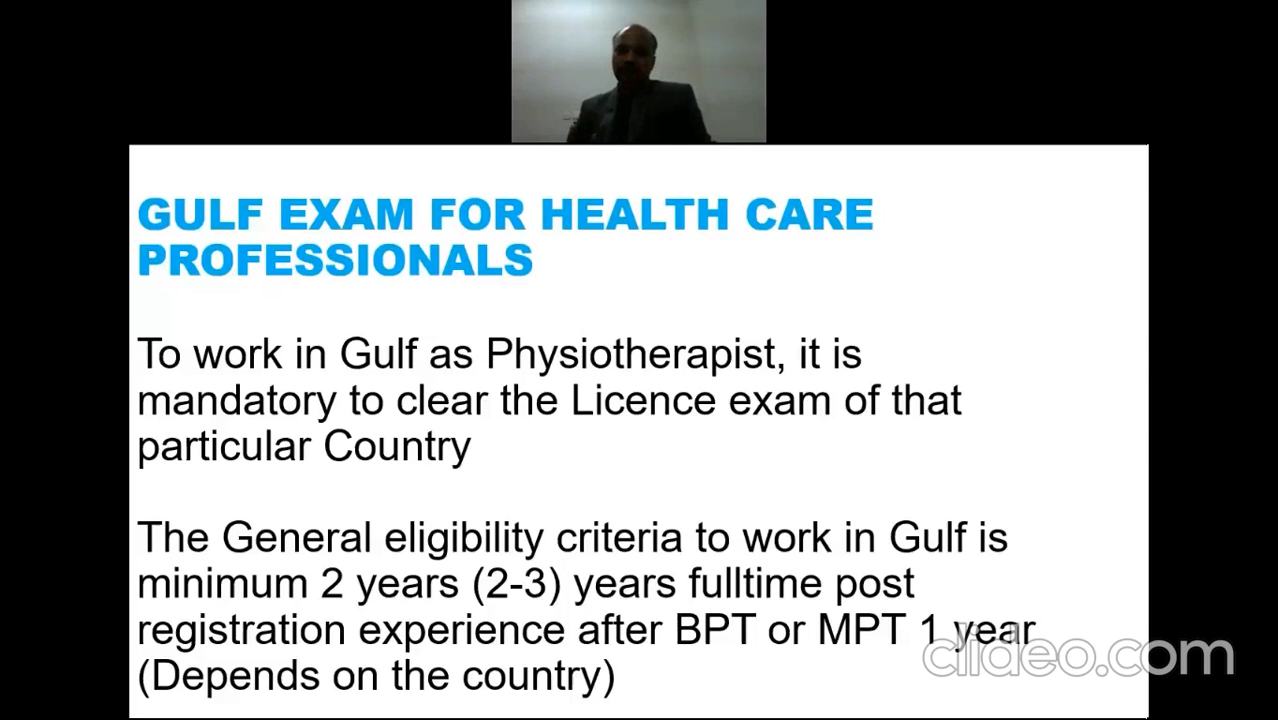 GULF EXAM FOR HEALTH CARE
PROFESSIONALS
To work in Gulf as Physiotherapist, it is
mandatory to clear the Licence exam of that
particular Country
The General eligibility criteria to work in Gulf is
minimum 2 years (2-3) years fulltime post
registration experience after BPT or MPT 1 year
(Depends on the country)
clideo.com